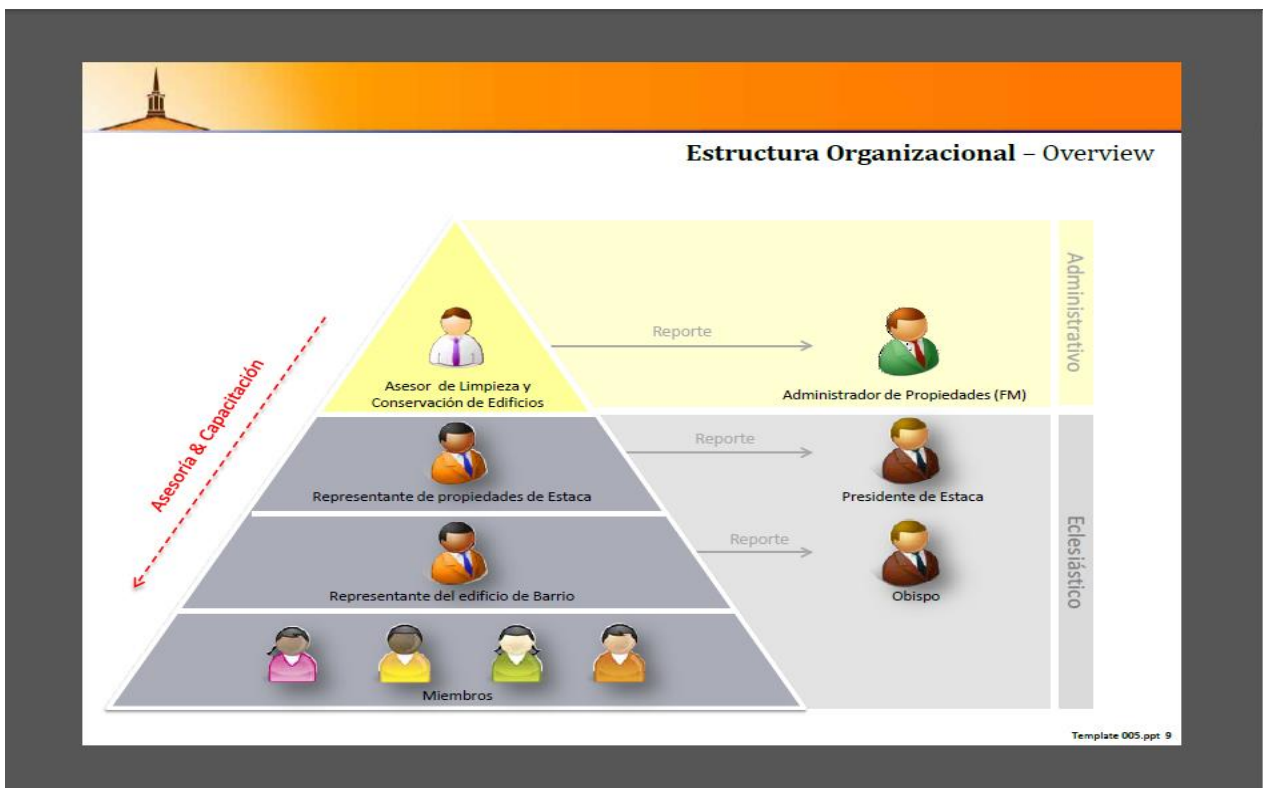 Estructura Organizacional – Overview
Administrativo
Reporte
Asesor de Limpieza y
Conservación de Edificios
Administrador de Propiedades (FM)
Asesoría & Capacitación
Reporte
Representante de propiedades de Estaca
Presidente de Estaca
Eclesiástico
Reporte
Representante del edificio de Barrio
Obispo
Miembros
Template 005.ppt 9